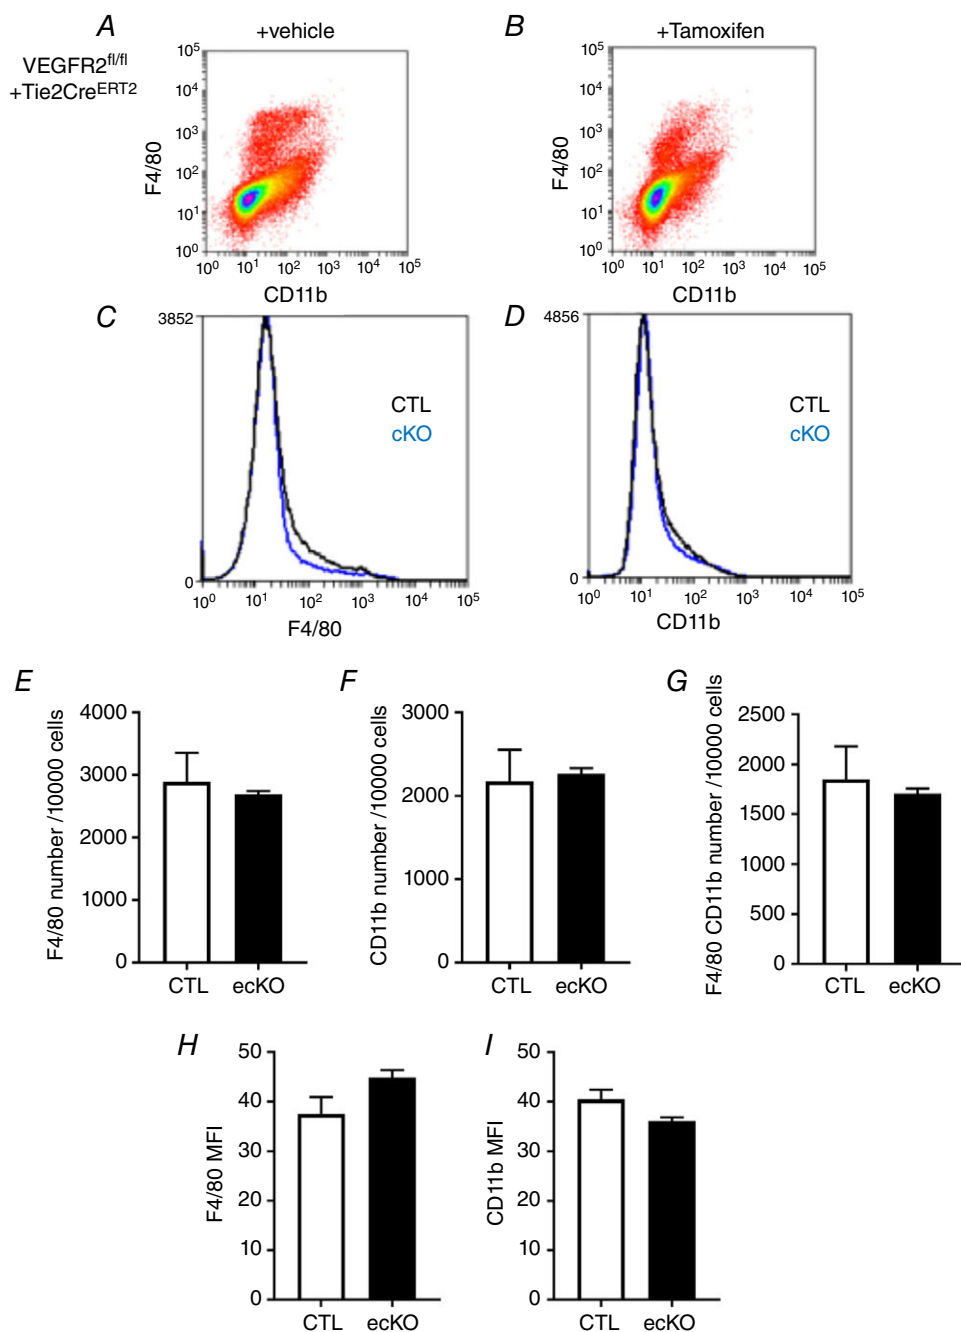 A
+vehicle
B
+Tamoxifen
VEGFR2fl/fl
+Tie2CreERT2
10⁵
10⁴
10³
10²
10¹
10⁰
F4/80
10⁰ 10¹ 10² 10³ 10⁴ 10⁵
CD11b
10⁵
10⁴
10³
10²
10¹
10⁰
F4/80
10⁰ 10¹ 10² 10³ 10⁴ 10⁵
CD11b
C
3852
CTL
cKO
0
10⁰ 10¹ 10² 10³ 10⁴ 10⁵
F4/80
D
4856
CTL
cKO
0
10⁰ 10¹ 10² 10³ 10⁴ 10⁵
CD11b
E
F4/80 number /10000 cells
4000
3000
2000
1000
0
CTL ecKO
F
CD11b number /10000 cells
3000
2000
1000
0
CTL ecKO
G
F4/80 CD11b number /10000 cells
2500
2000
1500
1000
500
0
CTL ecKO
H
F4/80 MFI
50
40
30
20
10
0
CTL ecKO
I
CD11b MFI
50
40
30
20
10
0
CTL ecKO